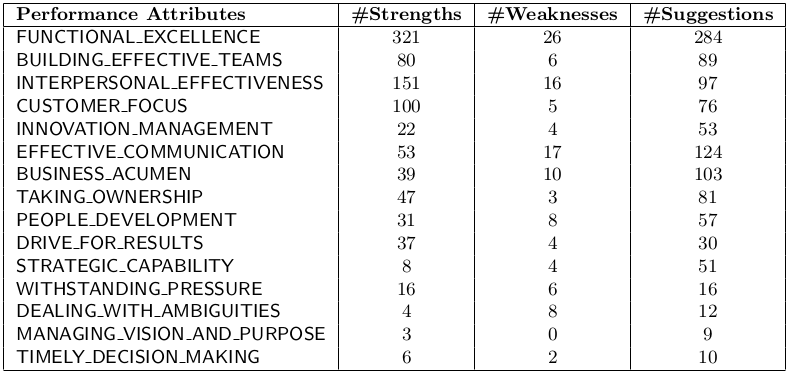 Performance Attributes #Strengths #Weaknesses #Suggestions
FUNCTIONAL_EXCELLENCE 321 26 284
BUILDING_EFFECTIVE_TEAMS 80 6 89
INTERPERSONAL_EFFECTIVENESS 151 16 97
CUSTOMER_FOCUS 100 5 76
INNOVATION_MANAGEMENT 22 4 53
EFFECTIVE_COMMUNICATION 53 17 124
BUSINESS_ACUMEN 39 10 103
TAKING_OWNERSHIP 47 3 81
PEOPLE_DEVELOPMENT 31 8 57
DRIVE_FOR_RESULTS 37 4 30
STRATEGIC_CAPABILITY 8 4 51
WITHSTANDING_PRESSURE 16 6 16
DEALING_WITH_AMBIGUITIES 4 8 12
MANAGING_VISION_AND_PURPOSE 3 0 9
TIMELY_DECISION_MAKING 6 2 10